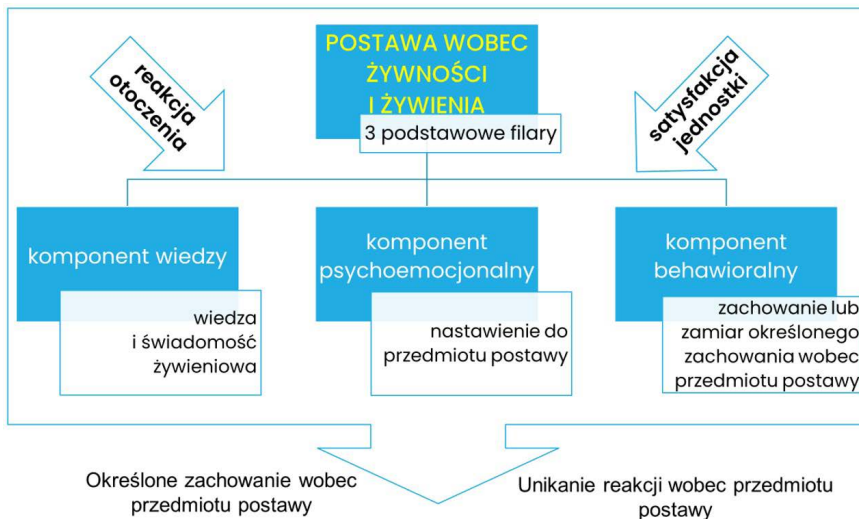 POSTAWA WOBEC
ŻYWNOŚCI
I ŻYWIENIA
3 podstawowe filary
reakcja
otoczenia
satysfakcja
jednostki
komponent wiedzy
wiedza
i świadomość
żywieniowa
komponent
psychoemocjonalny
nastawienie do
przedmiotu postawy
komponent
behawioralny
zachowanie lub
zamiar określonego
zachowania wobec
przedmiotu postawy
Określone zachowanie wobec
przedmiotu postawy
Unikanie reakcji wobec przedmiotu
postawy